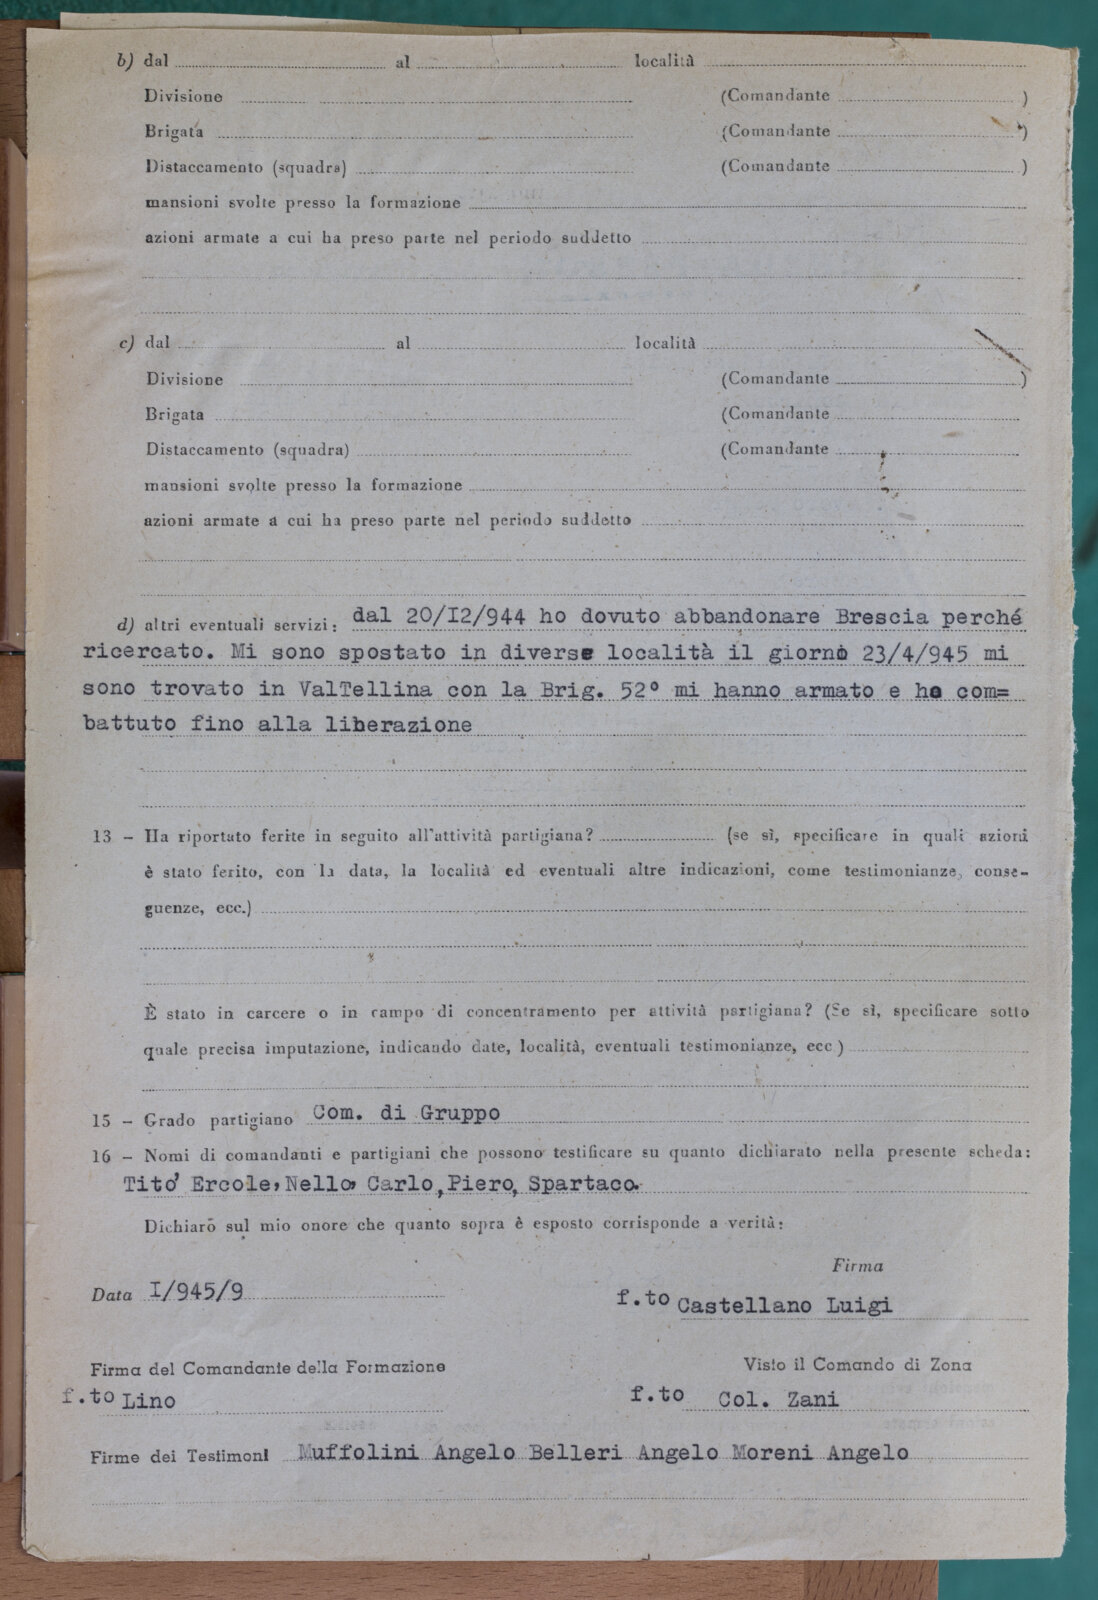 b) dal al località
Divisione (Comandante )
Brigata (Comandante )
Distaccamento (squadra) (Comandante )
mansioni svolte presso la formazione
azioni armate a cui ha preso parte nel periodo suddetto
c) dal al località
Divisione (Comandante )
Brigata (Comandante
Distaccamento (squadra) (Comandante
mansioni svolte presso la formazione
azioni armate a cui ha preso parte nel periodo suddetto
d) altri eventuali servizi: dal 20/I2/944 ho dovuto abbandonare Brescia perché
ricercato. Mi sono spostato in diverse località il giorno 23/4/945 mi
sono trovato in ValTellina con la Brig. 52° mi hanno armato e ho com=
battuto fino alla liberazione
13 - Ha riportato ferite in seguito all'attività partigiana? (se sì, specificare in quali azioni
è stato ferito, con la data, la località ed eventuali altre indicazioni, come testimonianze, conse-
guenze, ecc.)
È stato in carcere o in campo di concentramento per attività partigiana? (Se sì, specificare sotto
quale precisa imputazione, indicando date, località, eventuali testimonianze, ecc)
15 - Grado partigiano Com. di Gruppo
16 - Nomi di comandanti e partigiani che possono testificare su quanto dichiarato nella presente scheda:
Tito' Ercole, Nello, Carlo, Piero, Spartaco.
Dichiaro sul mio onore che quanto sopra è esposto corrisponde a verità:
Firma
Data I/945/9 f.to Castellano Luigi
Firma del Comandante della Formazione Visto il Comando di Zona
f.to Lino f.to Col. Zani
Firme dei Testimoni Muffolini Angelo Belleri Angelo Moreni Angelo